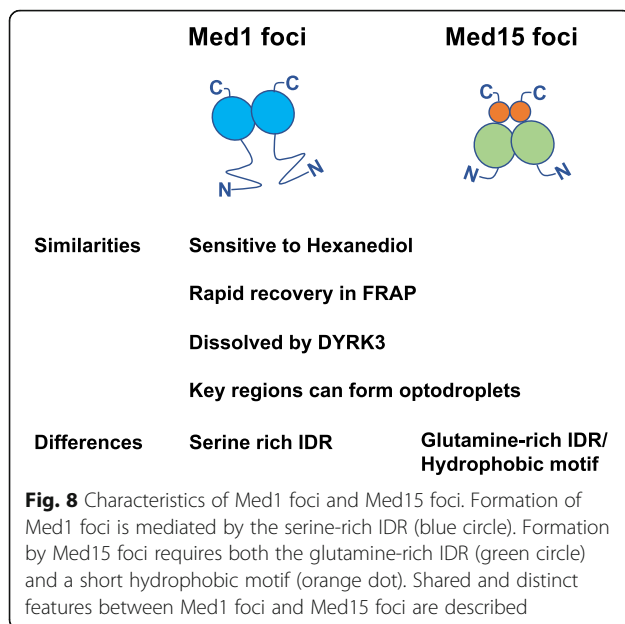 Med1 foci Med15 foci
C C C C
N N N N
Similarities Sensitive to Hexanediol
Rapid recovery in FRAP
Dissolved by DYRK3
Key regions can form optodroplets
Differences Serine rich IDR Glutamine-rich IDR/
Hydrophobic motif
Fig. 8 Characteristics of Med1 foci and Med15 foci. Formation of
Med1 foci is mediated by the serine-rich IDR (blue circle). Formation
by Med15 foci requires both the glutamine-rich IDR (green circle)
and a short hydrophobic motif (orange dot). Shared and distinct
features between Med1 foci and Med15 foci are described